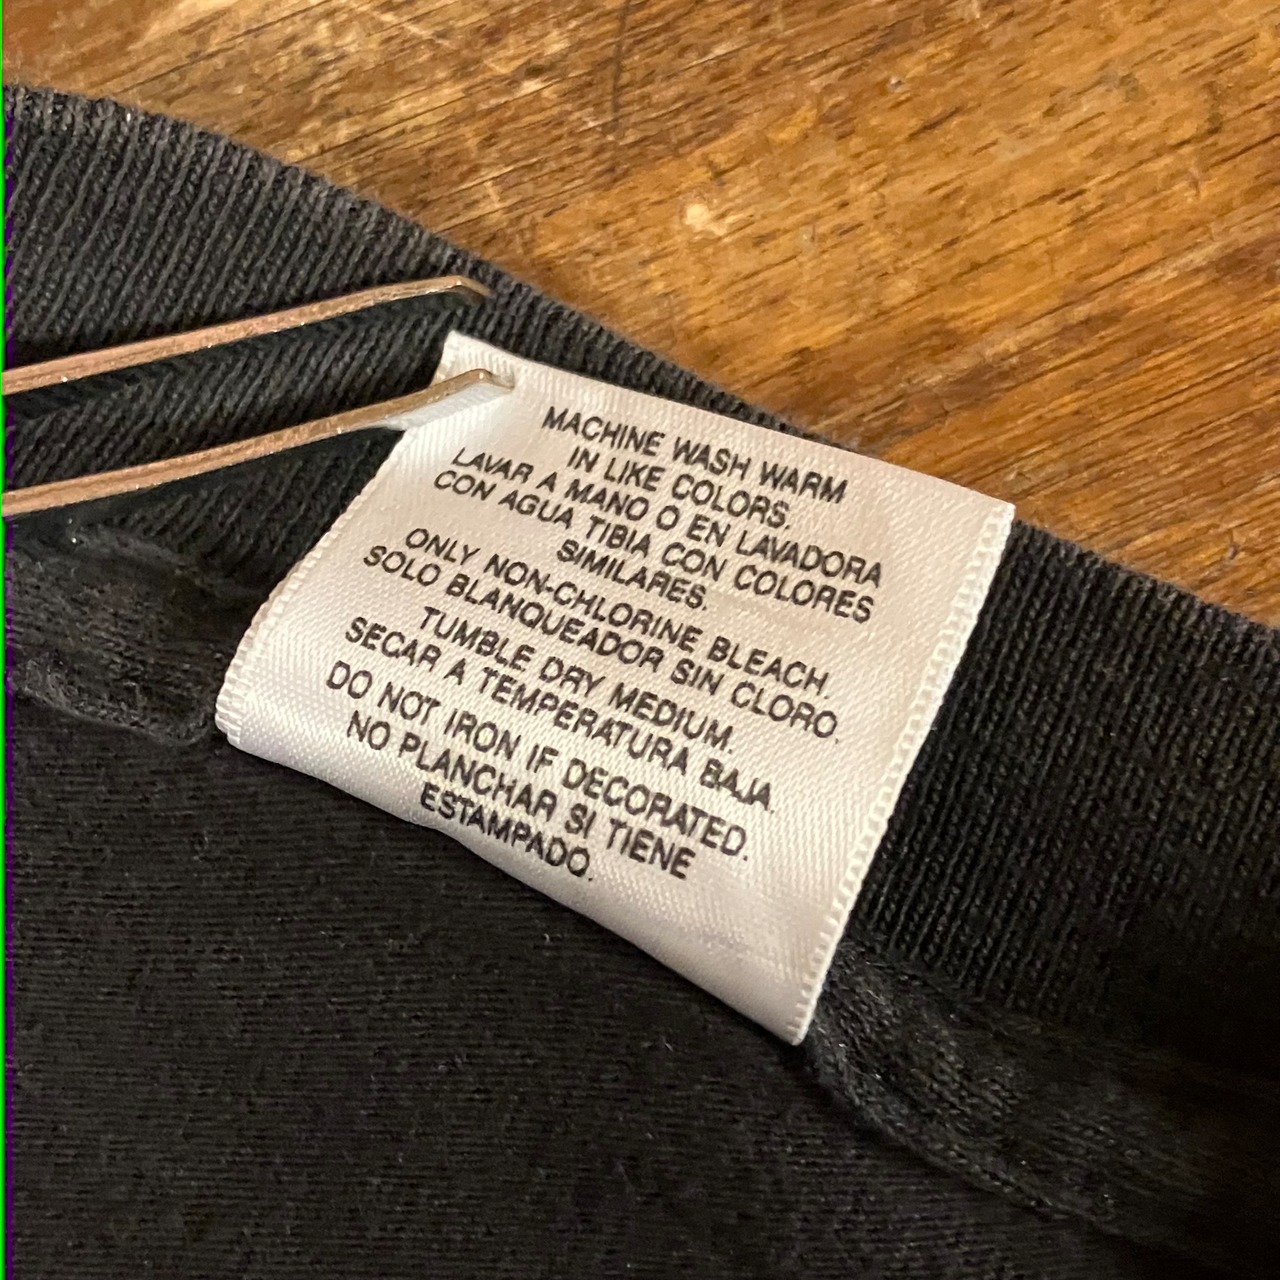 MACHINE WASH WARM
IN LIKE COLORS.
LAVAR A MANO O EN LAVADORA
CON AGUA TIBIA CON COLORES
SIMILARES.
ONLY NON-CHLORINE BLEACH.
SOLO BLANQUEADOR SIN CLORO.
TUMBLE DRY MEDIUM.
SECAR A TEMPERATURA BAJA.
DO NOT IRON IF DECORATED.
NO PLANCHAR SI TIENE
ESTAMPADO.